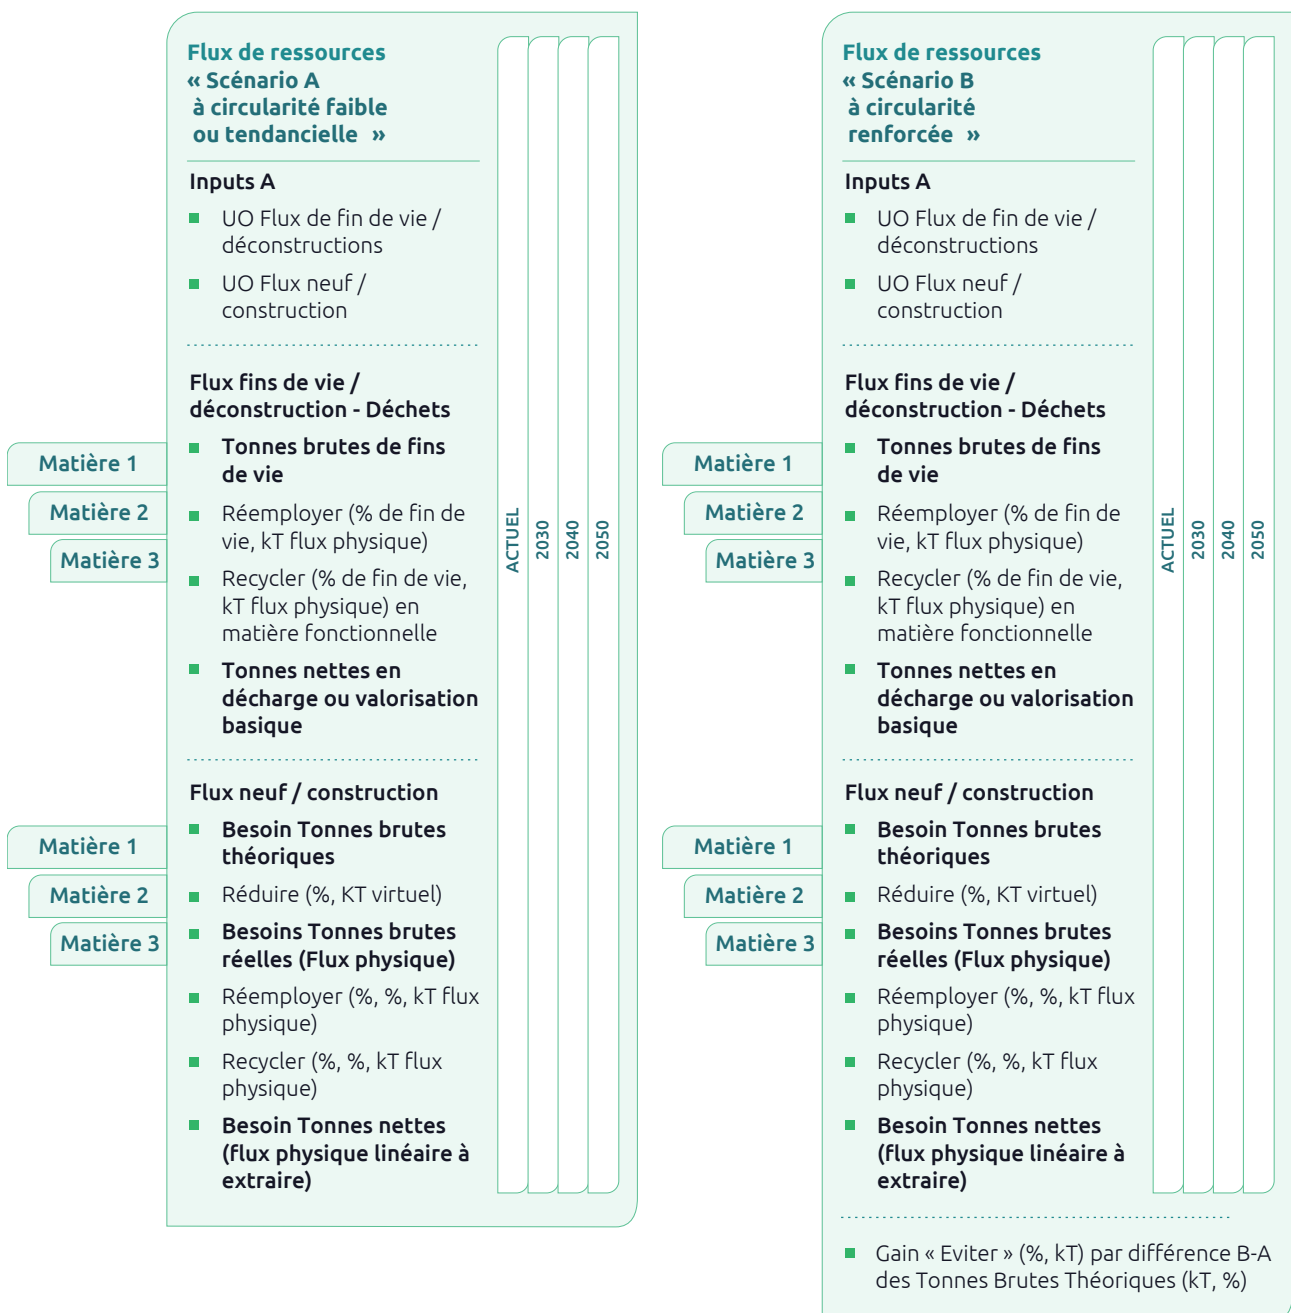 Flux de ressources
« Scénario A
à circularité faible
ou tendancielle »
Inputs A
UO Flux de fin de vie /
déconstructions
UO Flux neuf /
construction
Flux fins de vie /
déconstruction - Déchets
Matière 1
Matière 2
Matière 3
Tonnes brutes de fins
de vie
Réemployer (% de fin de
vie, kT flux physique)
Recycler (% de fin de vie,
kT flux physique) en
matière fonctionnelle
Tonnes nettes en
décharge ou valorisation
basique
Flux neuf / construction
Matière 1
Matière 2
Matière 3
Besoin Tonnes brutes
théoriques
Réduire (%, KT virtuel)
Besoins Tonnes brutes
réelles (Flux physique)
Réemployer (%, %, kT flux
physique)
Recycler (%, %, kT flux
physique)
Besoin Tonnes nettes
(flux physique linéaire à
extraire)
ACTUEL
2030
2040
2050
Flux de ressources
« Scénario B
à circularité
renforcée »
Inputs A
UO Flux de fin de vie /
déconstructions
UO Flux neuf /
construction
Flux fins de vie /
déconstruction - Déchets
Matière 1
Matière 2
Matière 3
Tonnes brutes de fins
de vie
Réemployer (% de fin de
vie, kT flux physique)
Recycler (% de fin de vie,
kT flux physique) en
matière fonctionnelle
Tonnes nettes en
décharge ou valorisation
basique
Flux neuf / construction
Matière 1
Matière 2
Matière 3
Besoin Tonnes brutes
théoriques
Réduire (%, KT virtuel)
Besoins Tonnes brutes
réelles (Flux physique)
Réemployer (%, %, kT flux
physique)
Recycler (%, %, kT flux
physique)
Besoin Tonnes nettes
(flux physique linéaire à
extraire)
ACTUEL
2030
2040
2050
Gain « Eviter » (%, kT) par différence B-A
des Tonnes Brutes Théoriques (kT, %)